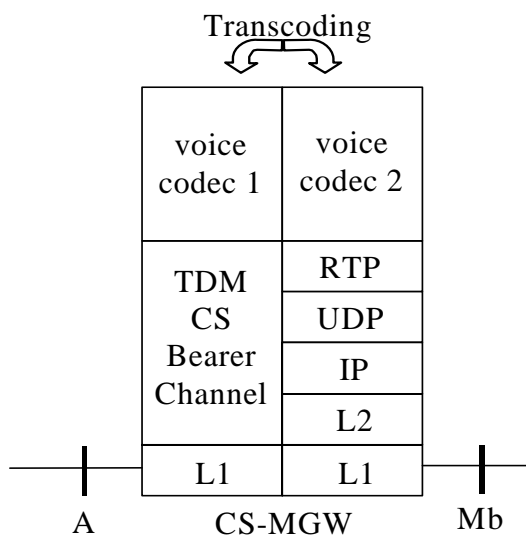 Transcoding
voice
codec 1
voice
codec 2
TDM
CS
Bearer
Channel
RTP
UDP
IP
L2
L1
L1
A
CS-MGW
Mb